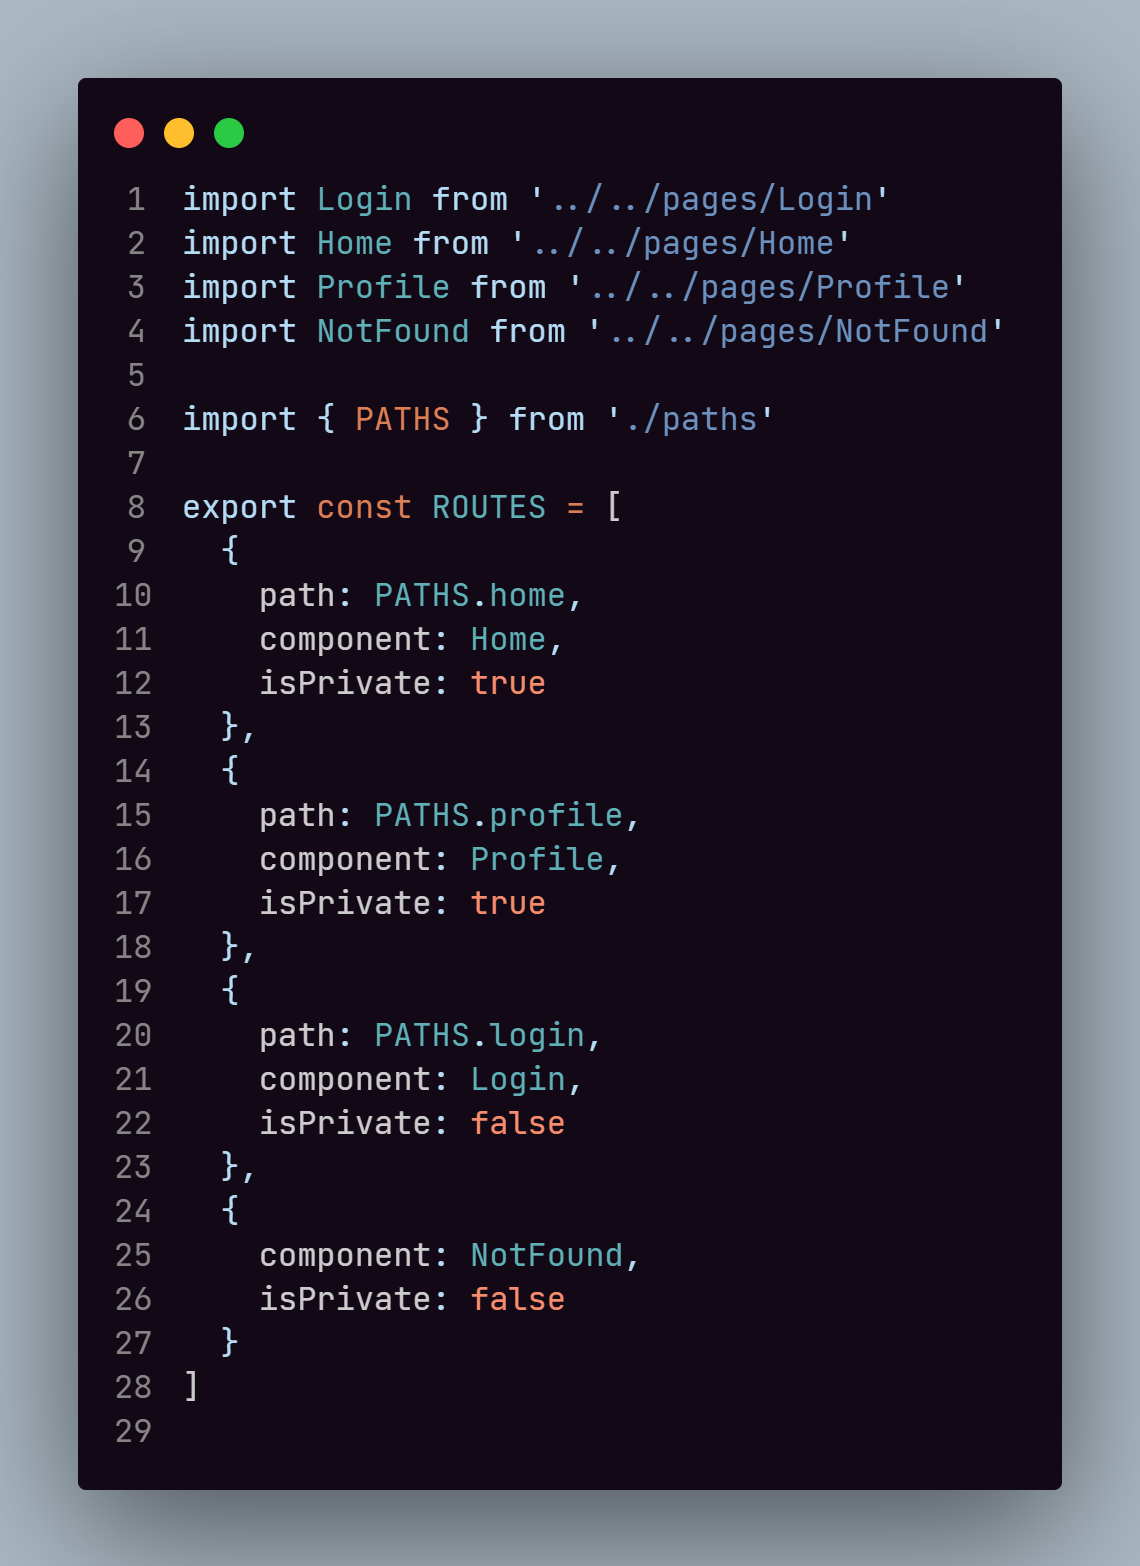 1 import Login from '../../pages/Login'
2 import Home from '../../pages/Home'
3 import Profile from '../../pages/Profile'
4 import NotFound from '../../pages/NotFound'
5
6 import { PATHS } from './paths'
7
8 export const ROUTES = [
9   {
10     path: PATHS.home,
11     component: Home,
12     isPrivate: true
13   },
14   {
15     path: PATHS.profile,
16     component: Profile,
17     isPrivate: true
18   },
19   {
20     path: PATHS.login,
21     component: Login,
22     isPrivate: false
23   },
24   {
25     component: NotFound,
26     isPrivate: false
27   }
28 ]
29